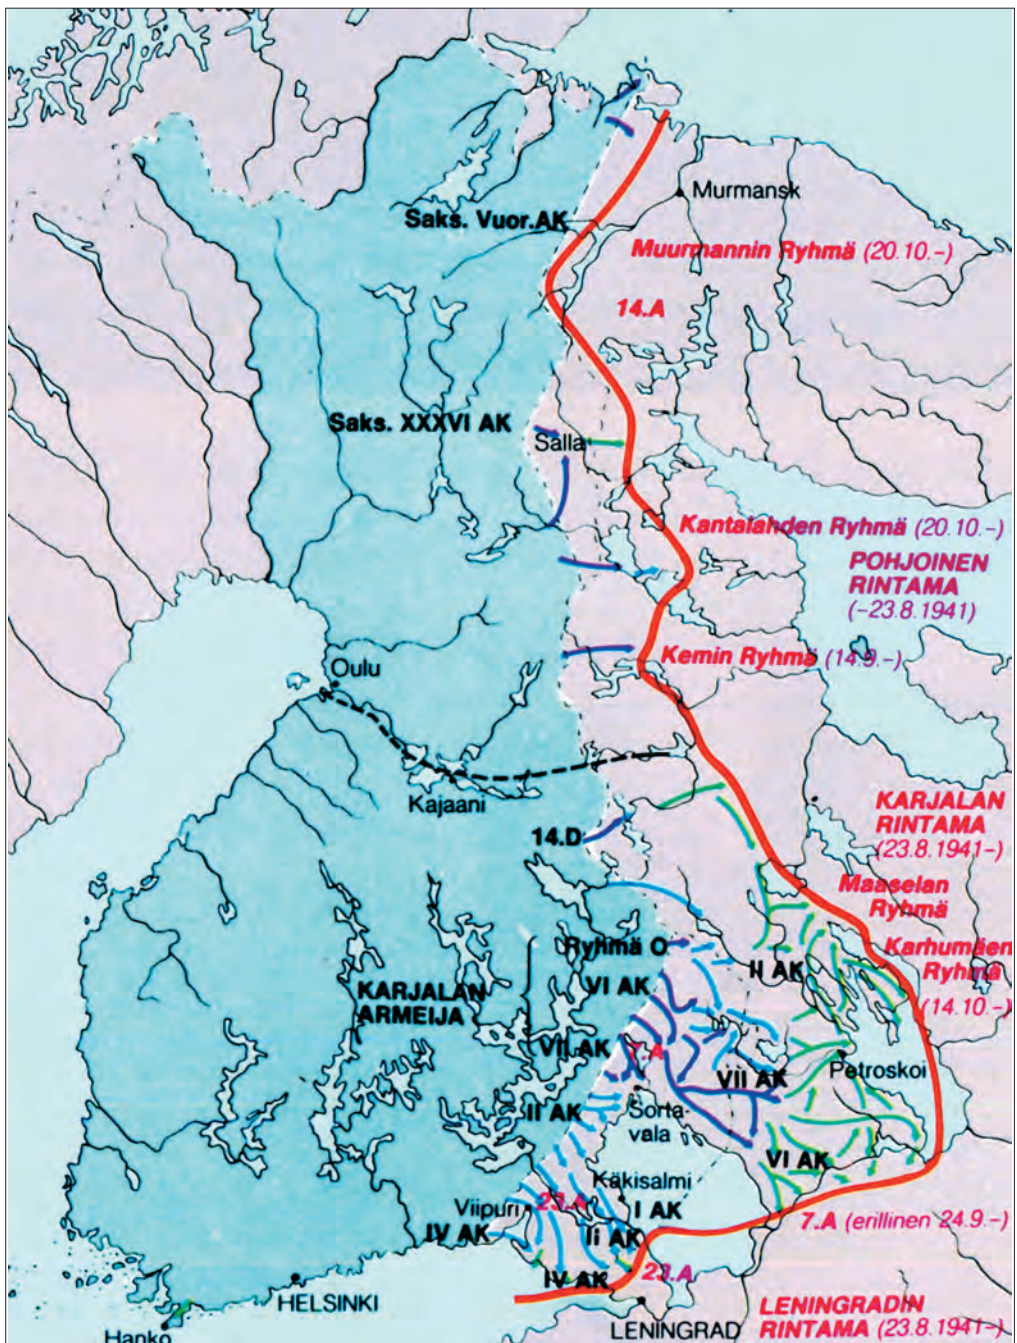 Murmansk
Saks. Vuor.AK
Muurmannin Ryhmä (20.10.–)
14.A
Saks. XXXVI AK
Salla
Kantalahden Ryhmä (20.10.–)
POHJOINEN
RINTAMA
(–23.8.1941)
Kemin Ryhmä (14.9.–)
Oulu
Kajaani
KARJALAN
RINTAMA
(23.8.1941–)
14.D
Maaselän
Ryhmä
Karhumäen
Ryhmä
(14.10.–)
Ryhmä O
II AK
VI AK
KARJALAN
ARMEIJA
VII AK
7.A
Petroskoi
VII AK
II AK
Sorta-
vala
VI AK
Käkisalmi
Viipuri
23.A
I AK
7.A (erillinen 24.9.–)
IV AK
Ii AK
IV AK
23.A
HELSINKI
LENINGRAD
LENINGRADIN
RINTAMA (23.8.1941–)
Hanko